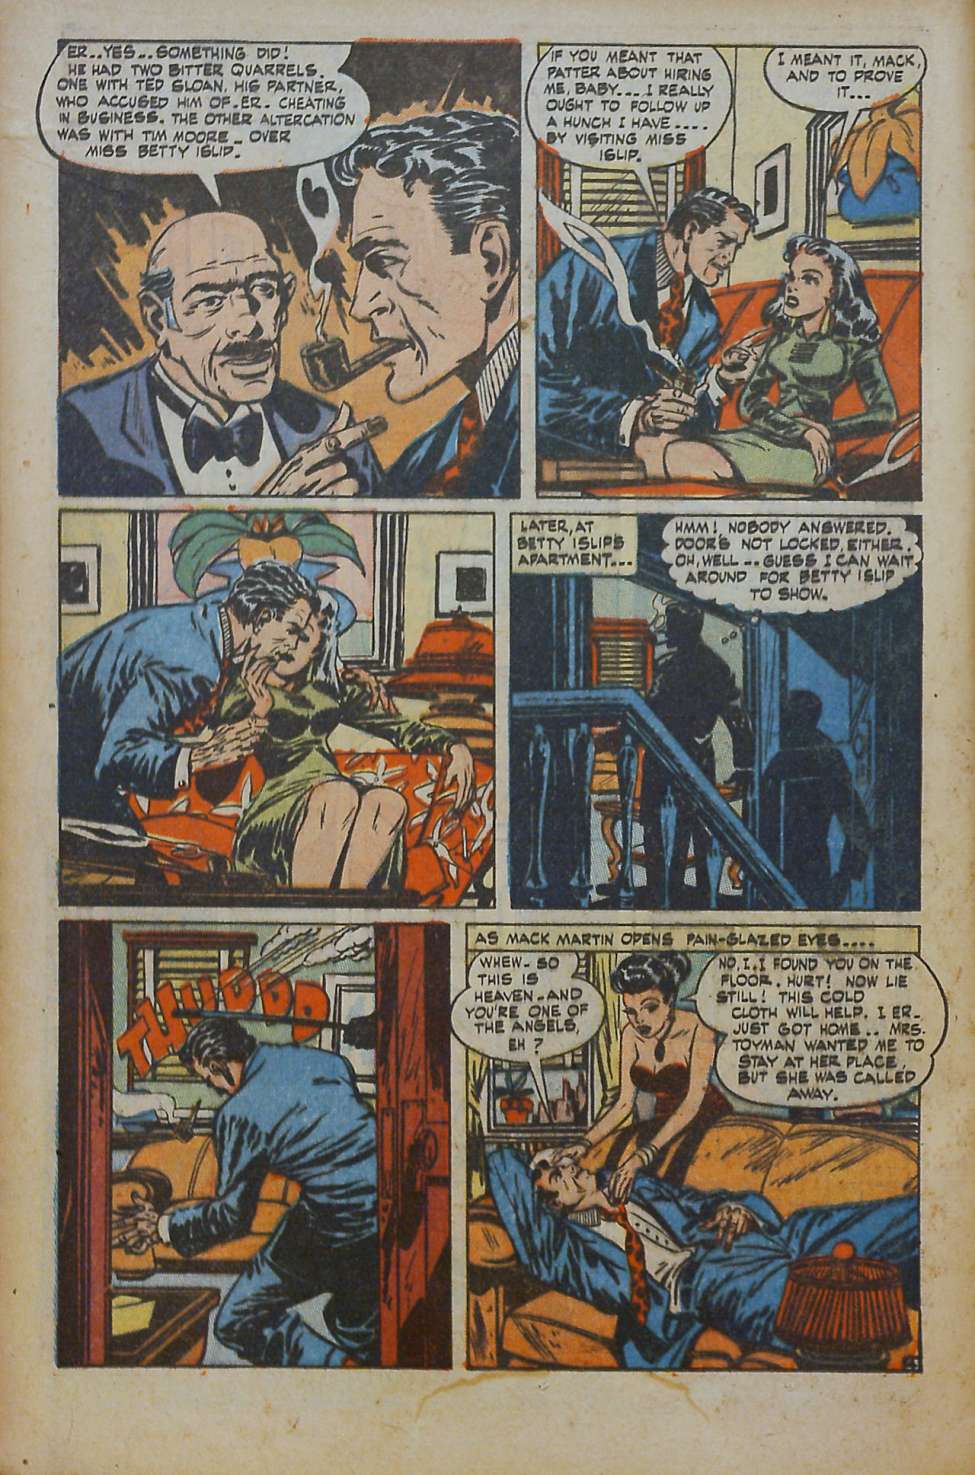 ER..YES...SOMETHING DID!
HE HAD TWO BITTER QUARRELS.
ONE WITH TED SLOAN, HIS PARTNER,
WHO ACCUSED HIM OF..ER.. CHEATING
IN BUSINESS. THE OTHER ALTERCATION
WAS WITH TIM MOORE-- OVER
MISS BETTY ISLIP.
IF YOU MEANT THAT
PATTER ABOUT HIRING
ME, BABY... I REALLY
OUGHT TO FOLLOW UP
A HUNCH I HAVE....
BY VISITING MISS
ISLIP.
I MEANT IT, MACK,
AND TO PROVE
IT...
LATER, AT
BETTY ISLIP'S
APARTMENT...
HMM! NOBODY ANSWERED.
DOOR'S NOT LOCKED, EITHER.
OH, WELL -- GUESS I CAN WAIT
AROUND FOR BETTY ISLIP
TO SHOW.
THUDDD
AS MACK MARTIN OPENS PAIN-GLAZED EYES....
WHEW-- SO
THIS IS
HEAVEN--AND
YOU'RE ONE OF
THE ANGELS,
EH?
NO, I..I FOUND YOU ON THE
FLOOR. HURT! NOW LIE
STILL! THIS COLD
CLOTH WILL HELP. I ER--
JUST GOT HOME.. MRS.
TOYMAN WANTED ME TO
STAY AT HER PLACE,
BUT SHE WAS CALLED
AWAY.
4